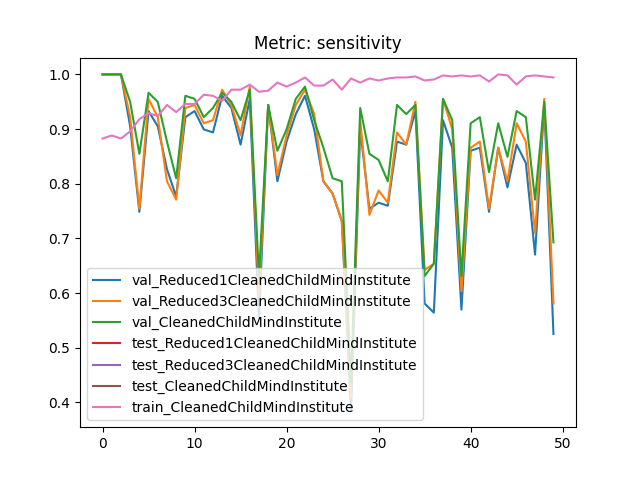 Metric: sensitivity
1.0
0.9
0.8
0.7
0.6
0.5
0.4
val_Reduced1CleanedChildMindInstitute
val_Reduced3CleanedChildMindInstitute
val_CleanedChildMindInstitute
test_Reduced1CleanedChildMindInstitute
test_Reduced3CleanedChildMindInstitute
test_CleanedChildMindInstitute
train_CleanedChildMindInstitute
0 10 20 30 40 50